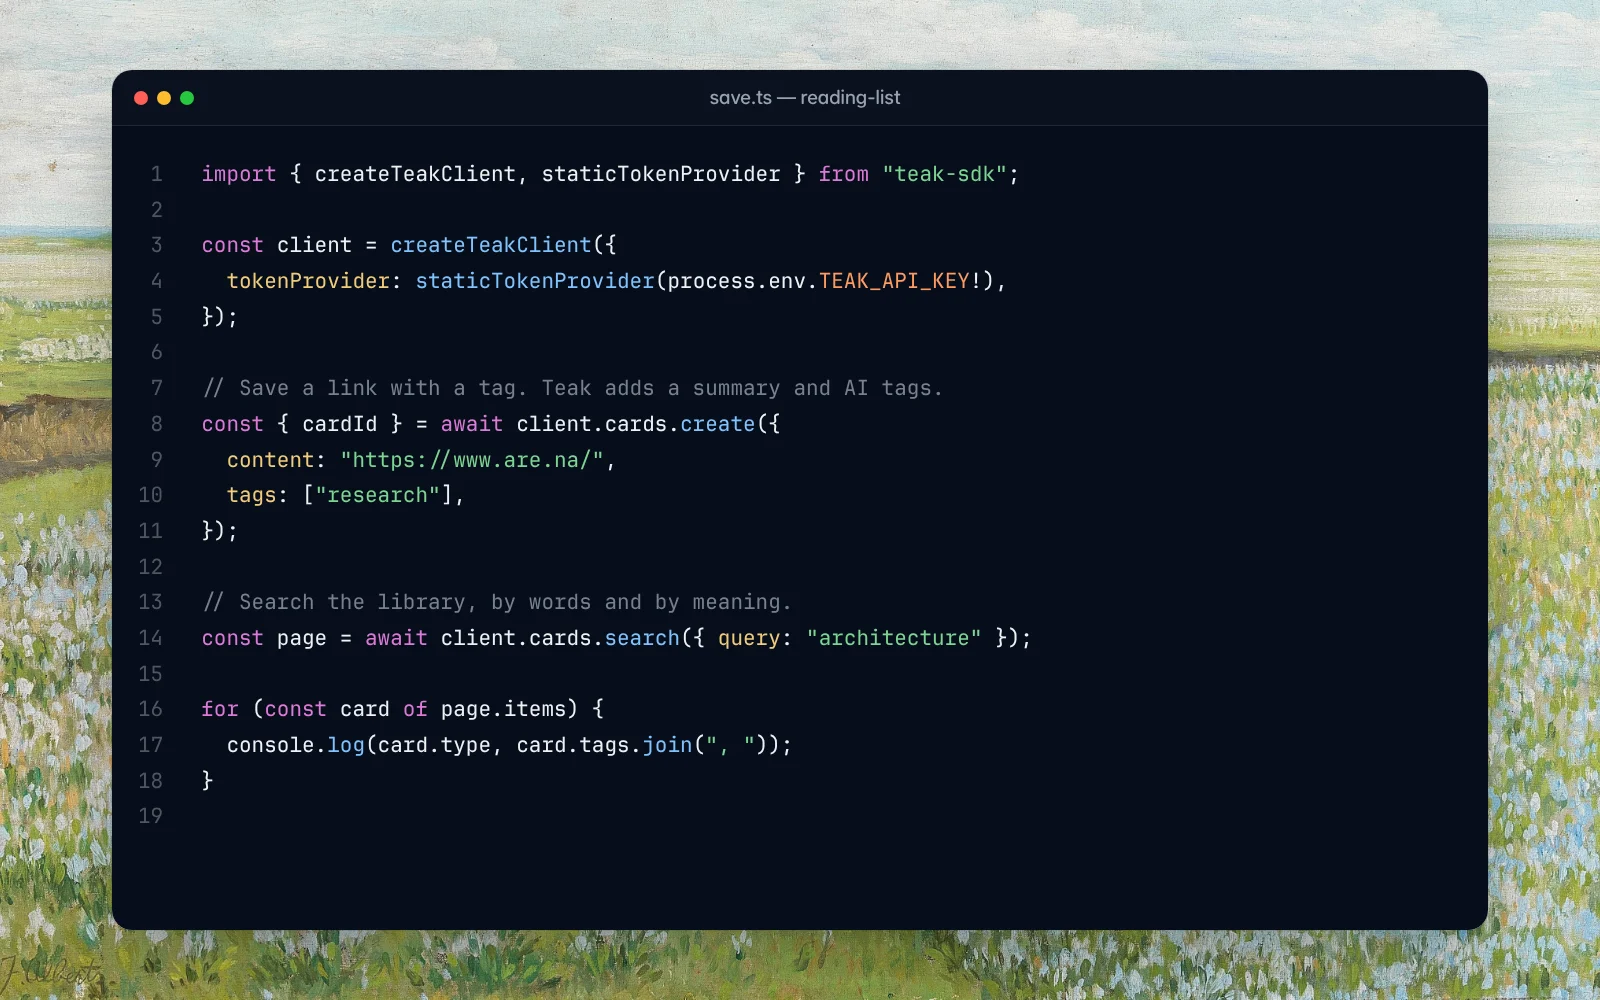 save.ts — reading-list
1 import { createTeakClient, staticTokenProvider } from "teak-sdk";
2
3 const client = createTeakClient({
4   tokenProvider: staticTokenProvider(process.env.TEAK_API_KEY!),
5 });
6
7 // Save a link with a tag. Teak adds a summary and AI tags.
8 const { cardId } = await client.cards.create({
9   content: "https://www.are.na/",
10   tags: ["research"],
11 });
12
13 // Search the library, by words and by meaning.
14 const page = await client.cards.search({ query: "architecture" });
15
16 for (const card of page.items) {
17   console.log(card.type, card.tags.join(", "));
18 }
19